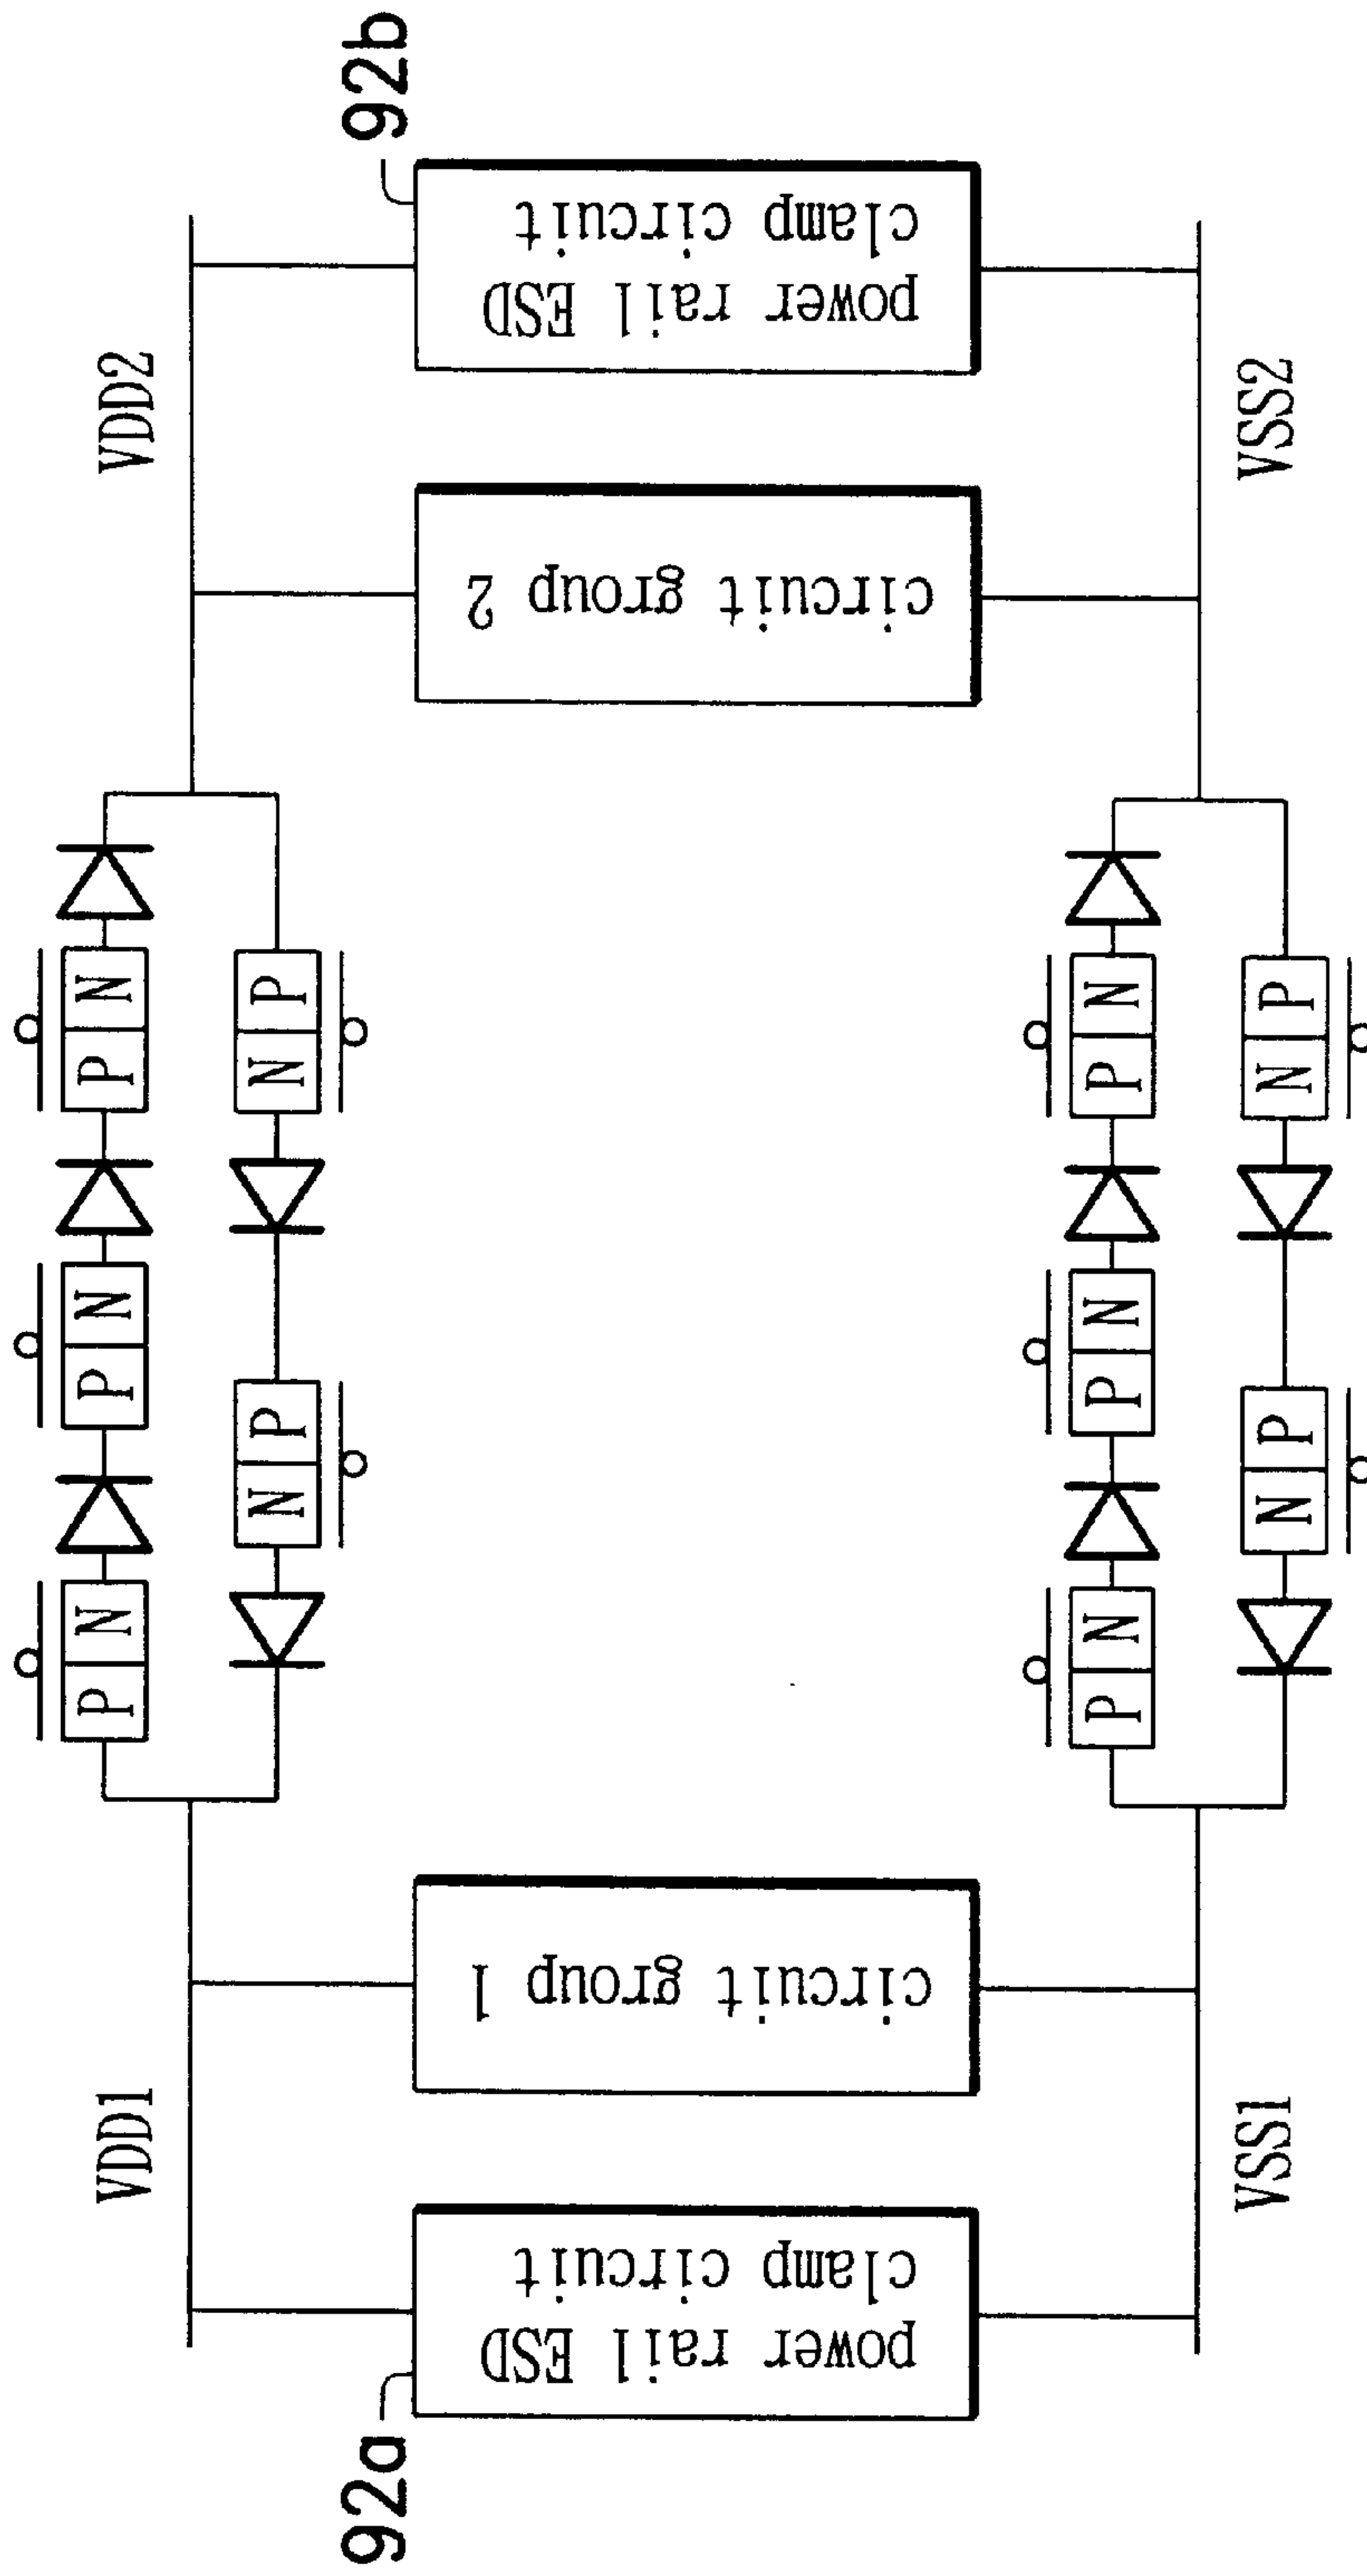 P N
P N
P N
VDD1
VDD2
N P
N P
92a
92b
power rail ESD
clamp circuit
circuit group 1
circuit group 2
power rail ESD
clamp circuit
P N
P N
P N
VSS1
VSS2
N P
N P